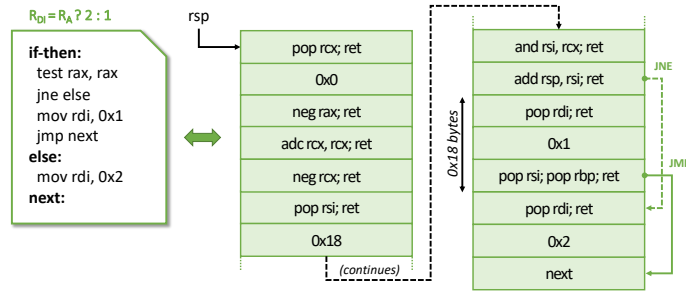 R_DI = R_A ? 2 : 1
if-then:
test rax, rax
jne else
mov rdi, 0x1
jmp next
else:
mov rdi, 0x2
next:
rsp
pop rcx; ret
0x0
neg rax; ret
adc rcx, rcx; ret
neg rcx; ret
pop rsi; ret
0x18
(continues)
and rsi, rcx; ret
add rsp, rsi; ret
pop rdi; ret
0x1
pop rsi; pop rbp; ret
pop rdi; ret
0x2
next
0x18 bytes
JNE